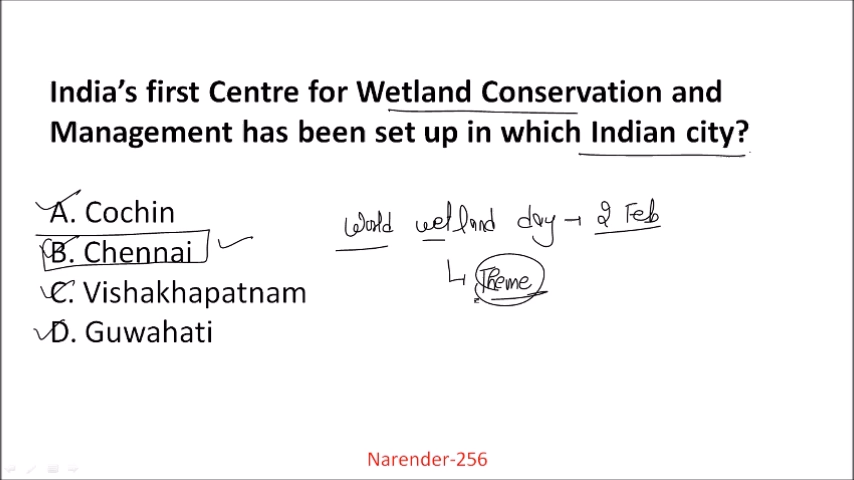 India’s first Centre for Wetland Conservation and
Management has been set up in which Indian city?
A. Cochin
B. Chennai
C. Vishakhapatnam
D. Guwahati
World wetland day → 2 Feb
Theme
Narender-256